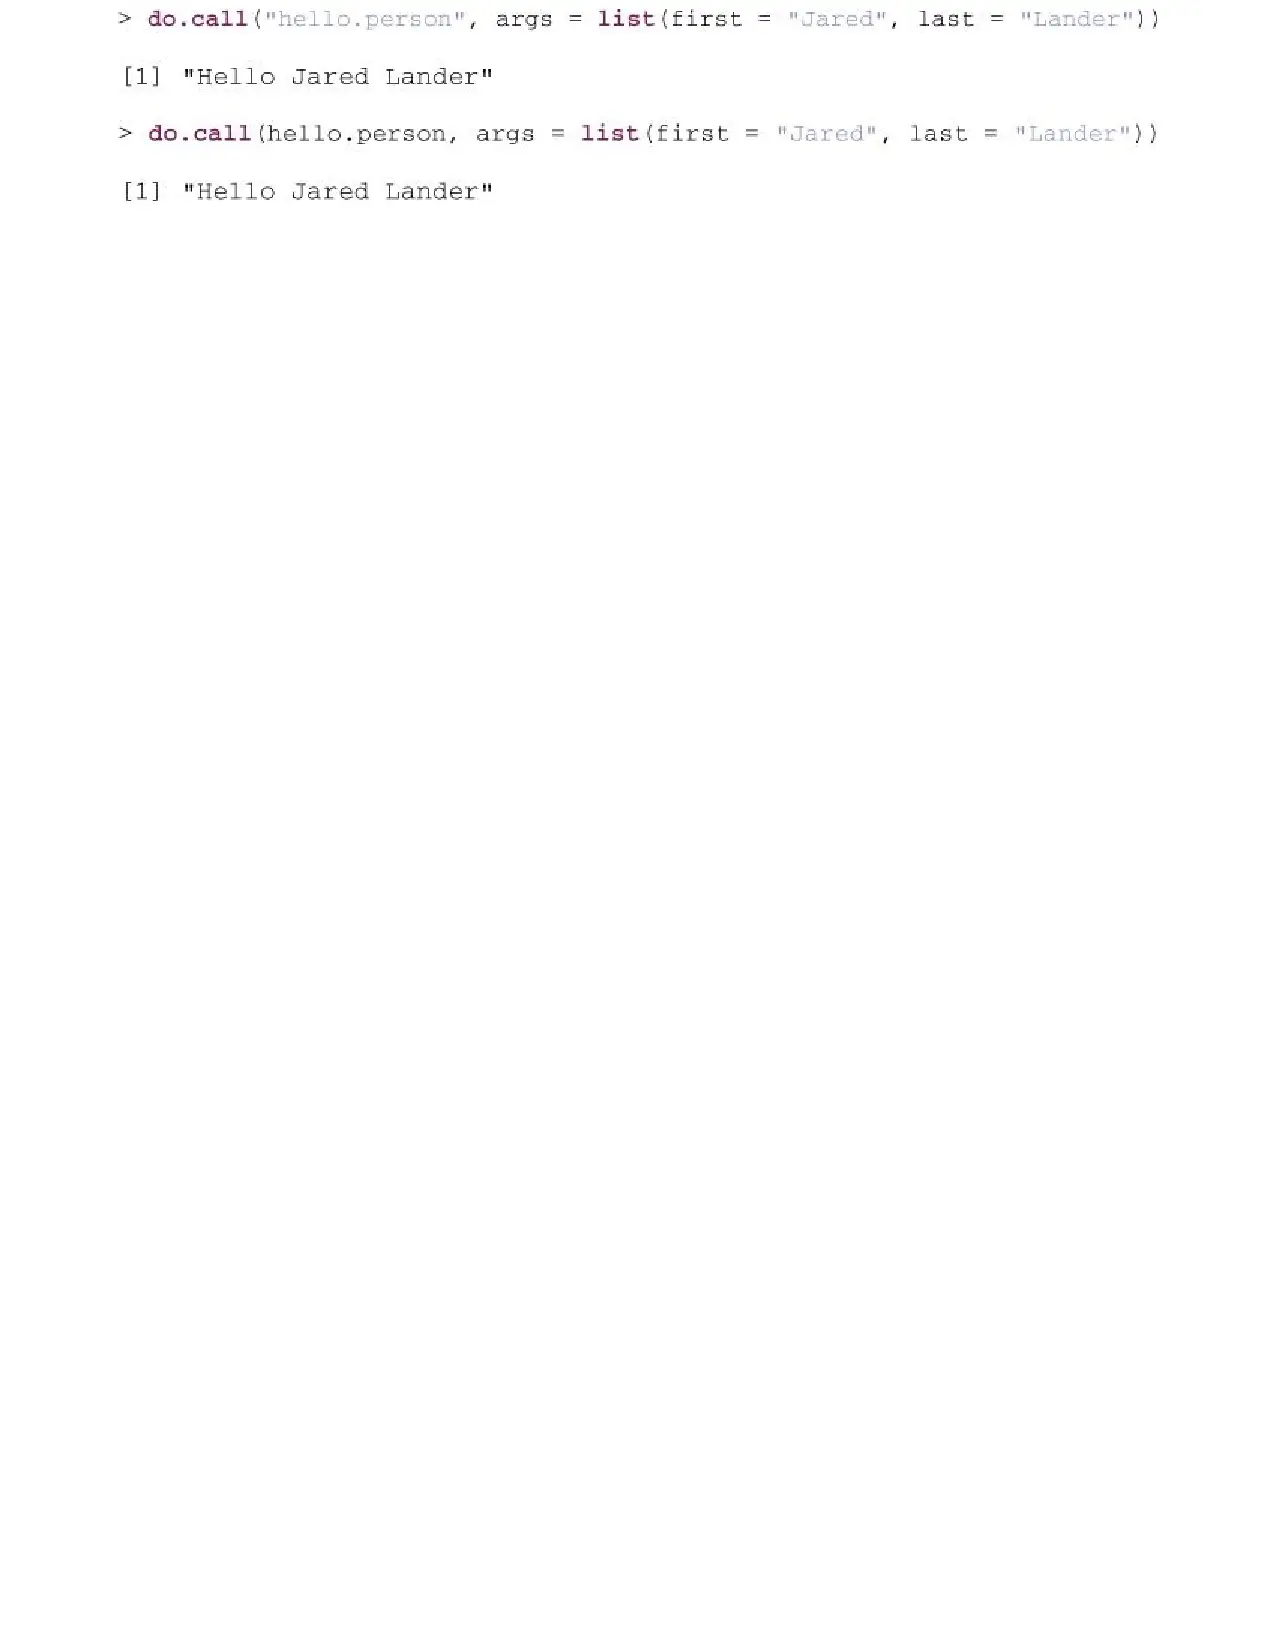 > do.call("hello.person", args = list(first = "Jared", last = "Lander"))
[1] "Hello Jared Lander"
> do.call(hello.person, args = list(first = "Jared", last = "Lander"))
[1] "Hello Jared Lander"